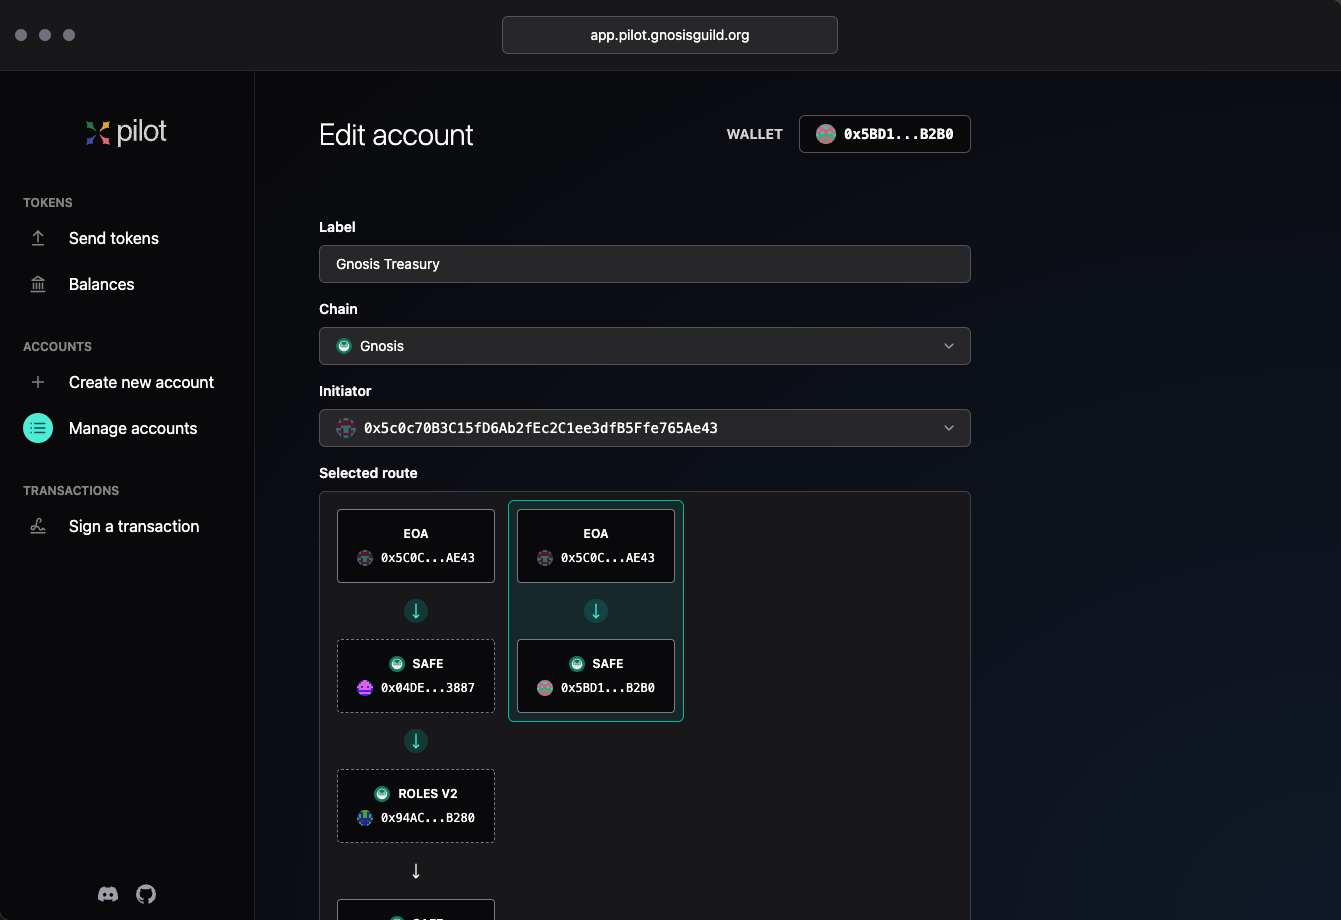 app.pilot.gnosisguild.org
pilot
TOKENS
Send tokens
Balances
ACCOUNTS
Create new account
Manage accounts
TRANSACTIONS
Sign a transaction
Edit account
WALLET
0x5BD1...B2B0
Label
Gnosis Treasury
Chain
Gnosis
Initiator
0x5c0c70B3C15fD6Ab2fEc2C1ee3dfB5Ffe765Ae43
Selected route
EOA
0x5C0C...AE43
SAFE
0x04DE...3887
ROLES V2
0x94AC...B280
EOA
0x5C0C...AE43
SAFE
0x5BD1...B2B0